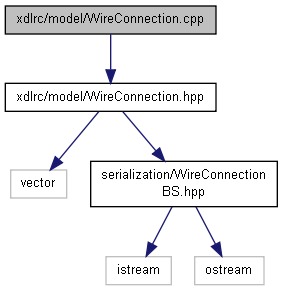 xdlrc/model/WireConnection.cpp
xdlrc/model/WireConnection.hpp
vector
serialization/WireConnection
BS.hpp
istream
ostream